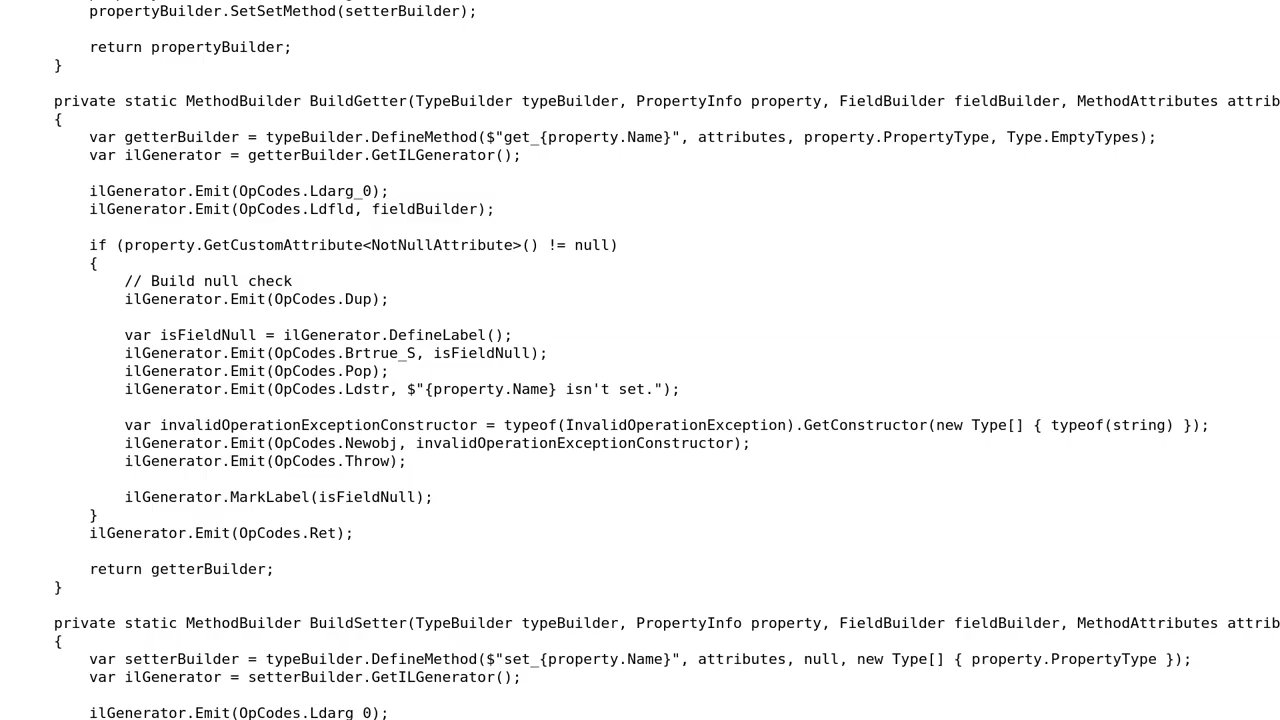 propertyBuilder.SetSetMethod(setterBuilder);
return propertyBuilder;
}
private static MethodBuilder BuildGetter(TypeBuilder typeBuilder, PropertyInfo property, FieldBuilder fieldBuilder, MethodAttributes attrib
{
var getterBuilder = typeBuilder.DefineMethod($"get_{property.Name}", attributes, property.PropertyType, Type.EmptyTypes);
var ilGenerator = getterBuilder.GetILGenerator();
ilGenerator.Emit(OpCodes.Ldarg_0);
ilGenerator.Emit(OpCodes.Ldfld, fieldBuilder);
if (property.GetCustomAttribute<NotNullAttribute>() != null)
{
// Build null check
ilGenerator.Emit(OpCodes.Dup);
var isFieldNull = ilGenerator.DefineLabel();
ilGenerator.Emit(OpCodes.Brtrue_S, isFieldNull);
ilGenerator.Emit(OpCodes.Pop);
ilGenerator.Emit(OpCodes.Ldstr, $"{property.Name} isn't set.");
var invalidOperationExceptionConstructor = typeof(InvalidOperationException).GetConstructor(new Type[] { typeof(string) });
ilGenerator.Emit(OpCodes.Newobj, invalidOperationExceptionConstructor);
ilGenerator.Emit(OpCodes.Throw);
ilGenerator.MarkLabel(isFieldNull);
}
ilGenerator.Emit(OpCodes.Ret);
return getterBuilder;
}
private static MethodBuilder BuildSetter(TypeBuilder typeBuilder, PropertyInfo property, FieldBuilder fieldBuilder, MethodAttributes attrib
{
var setterBuilder = typeBuilder.DefineMethod($"set_{property.Name}", attributes, null, new Type[] { property.PropertyType });
var ilGenerator = setterBuilder.GetILGenerator();
ilGenerator.Emit(OpCodes.Ldarg_0);